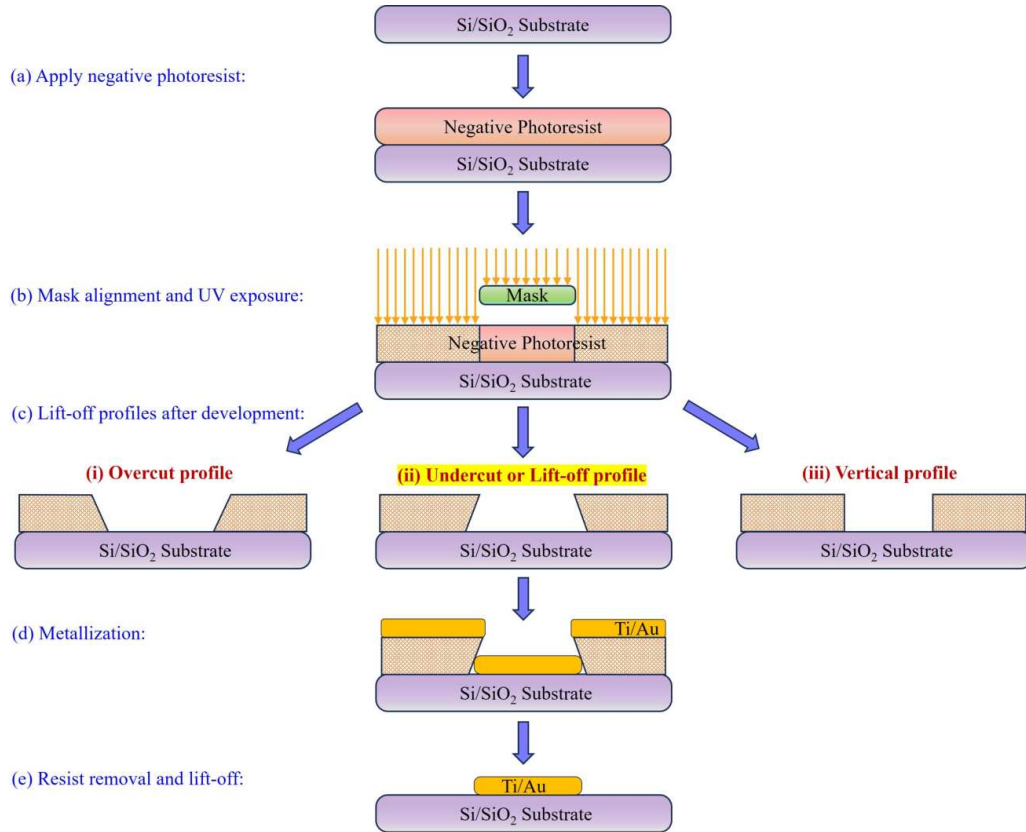 Si/SiO₂ Substrate
(a) Apply negative photoresist:
Negative Photoresist
Si/SiO₂ Substrate
(b) Mask alignment and UV exposure:
Mask
Negative Photoresist
Si/SiO₂ Substrate
(c) Lift-off profiles after development:
(i) Overcut profile
(ii) Undercut or Lift-off profile
(iii) Vertical profile
Si/SiO₂ Substrate
Si/SiO₂ Substrate
Si/SiO₂ Substrate
(d) Metallization:
Ti/Au
Si/SiO₂ Substrate
(e) Resist removal and lift-off:
Ti/Au
Si/SiO₂ Substrate